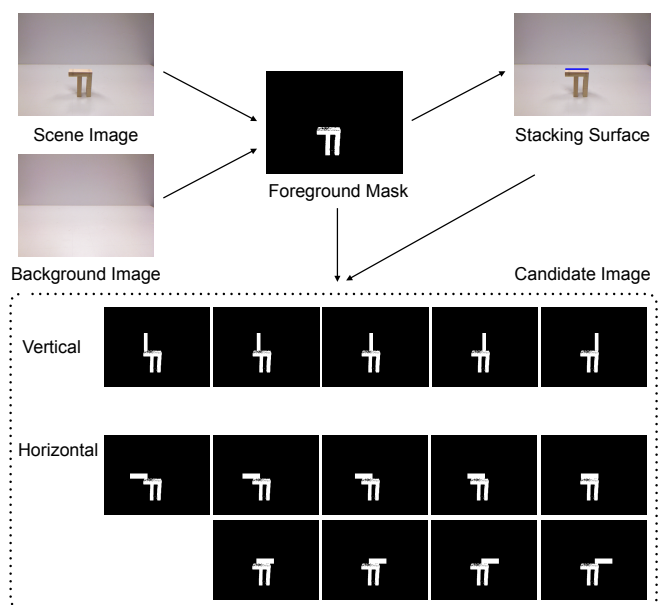 Scene Image
Stacking Surface
Foreground Mask
Background Image
Candidate Image
Vertical
Horizontal